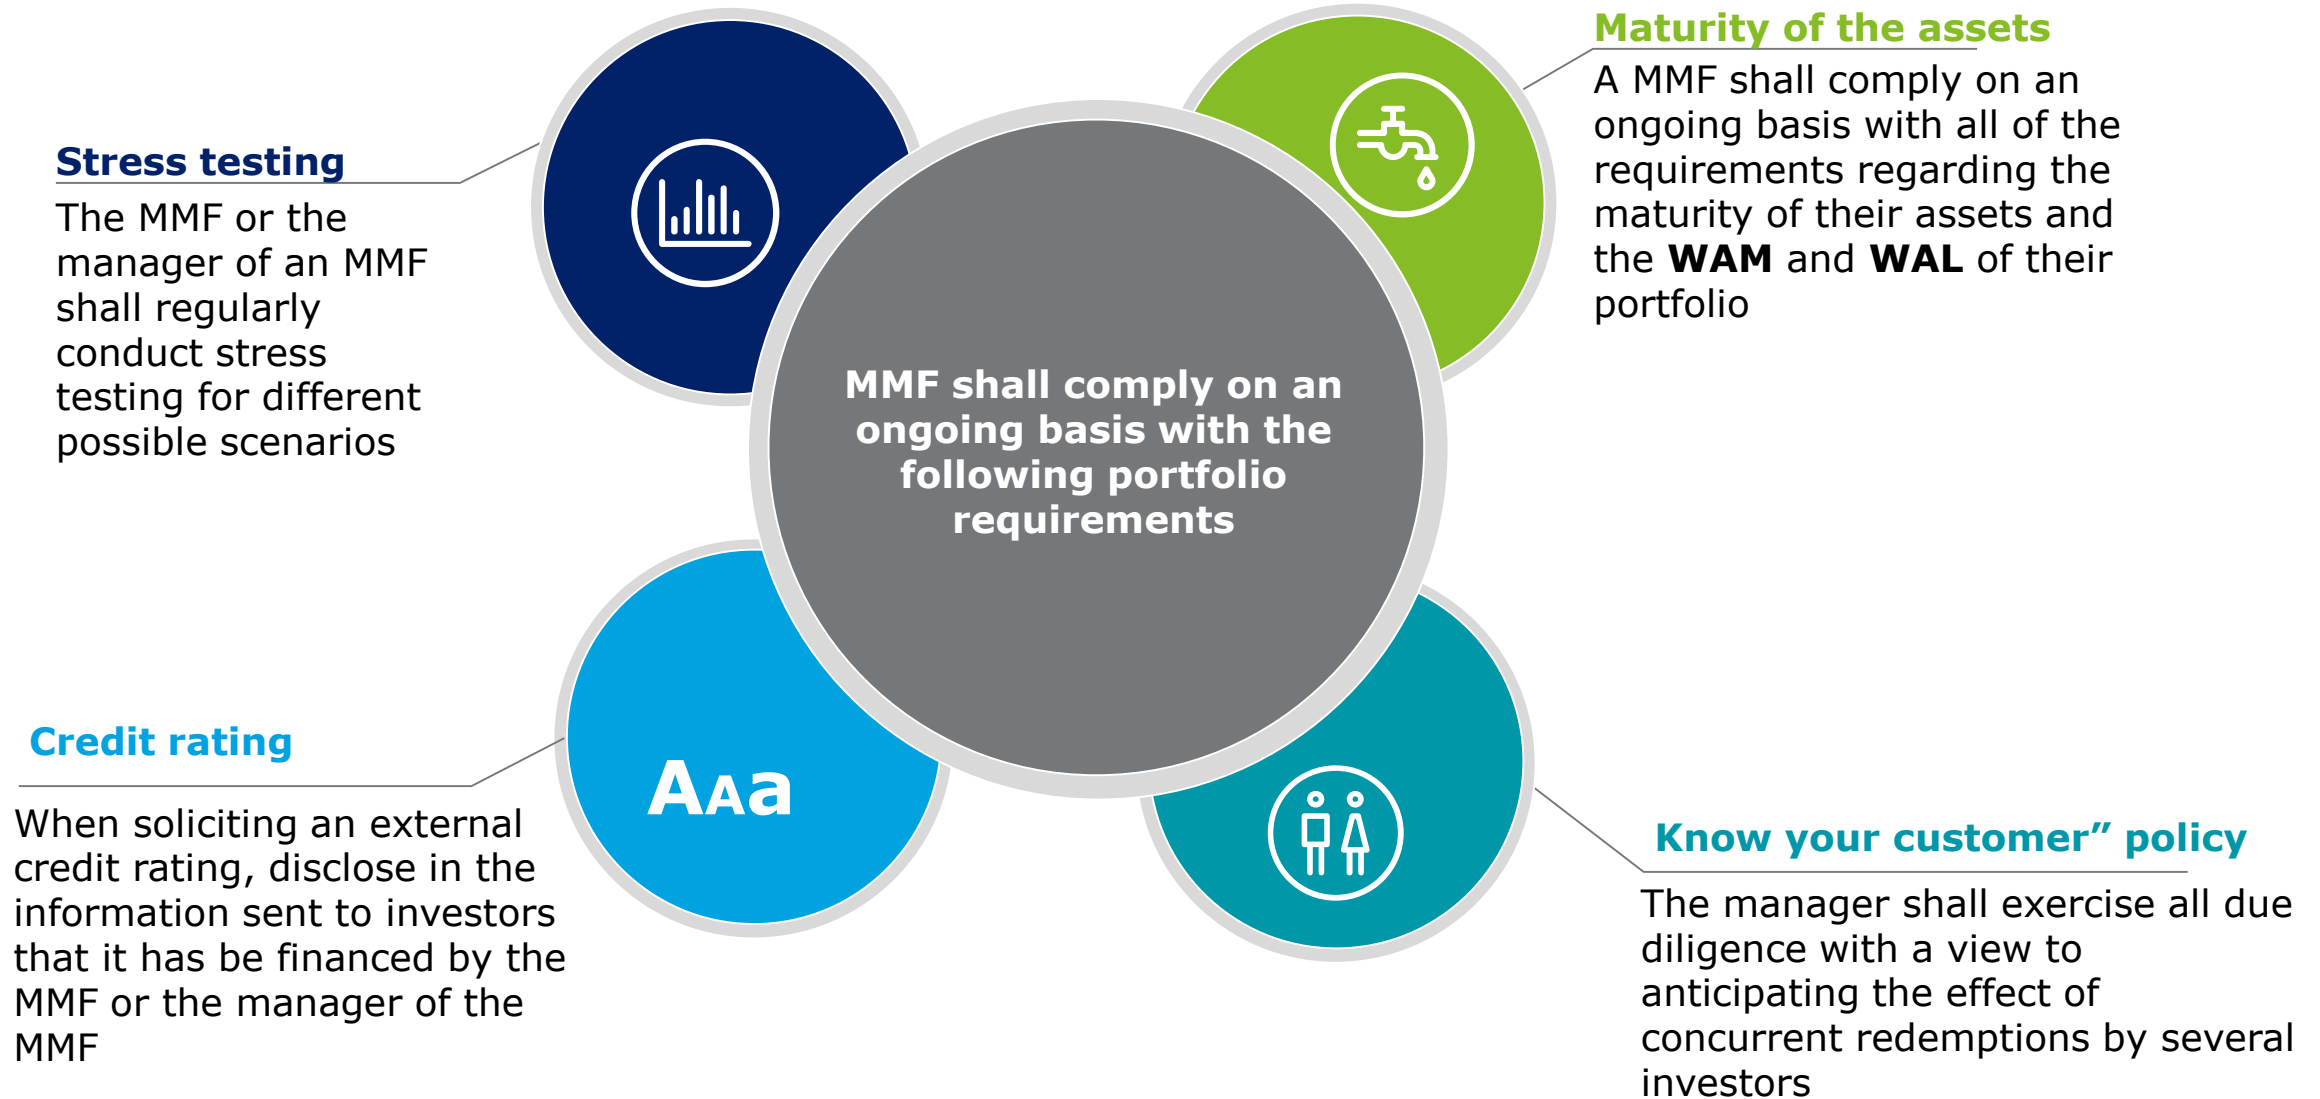 Stress testing
The MMF or the
manager of an MMF
shall regularly
conduct stress
testing for different
possible scenarios
Maturity of the assets
A MMF shall comply on an
ongoing basis with all of the
requirements regarding the
maturity of their assets and
the WAM and WAL of their
portfolio
MMF shall comply on an
ongoing basis with the
following portfolio
requirements
Credit rating
When soliciting an external
credit rating, disclose in the
information sent to investors
that it has be financed by the
MMF or the manager of the
MMF
AAa
Know your customer” policy
The manager shall exercise all due
diligence with a view to
anticipating the effect of
concurrent redemptions by several
investors